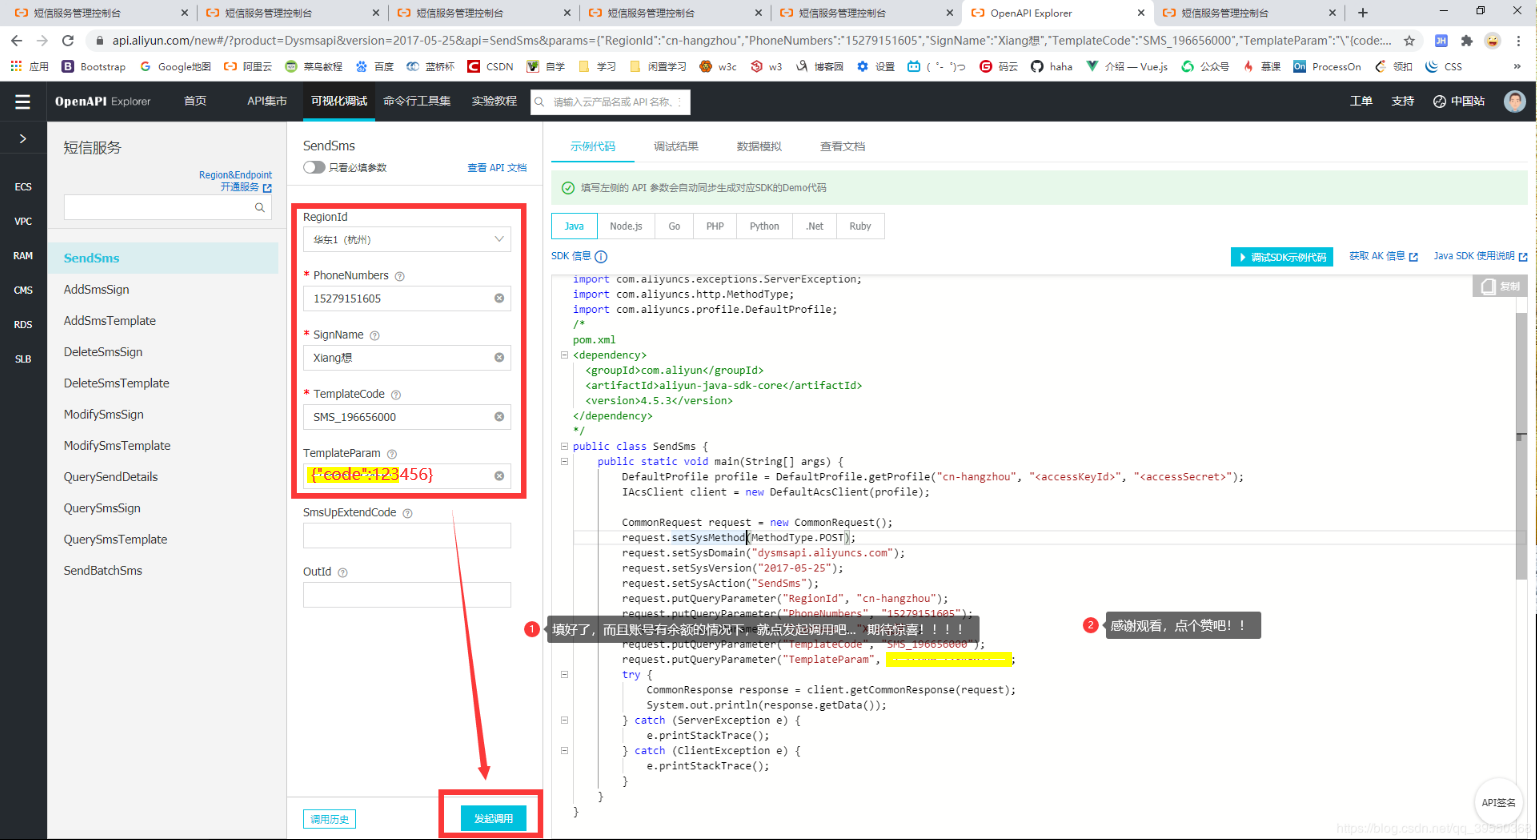 短信服务管理控制台
短信服务管理控制台
短信服务管理控制台
短信服务管理控制台
短信服务管理控制台
OpenAPI Explorer
短信服务管理控制台
api.aliyun.com/new#/?product=Dysmsapi&version=2017-05-25&api=SendSms&params={"RegionId":"cn-hangzhou","PhoneNumbers":"15279151605","SignName":"Xiang想","TemplateCode":"SMS_196656000","TemplateParam":"\"{code:...
应用 Bootstrap Google地图 阿里云 菜鸟教程 百度 蓝桥杯 CSDN 自学 学习 闲置学习 w3c w3 博客园 设置 ( ゜- ゜)つ 码云 haha 介绍 — Vue.js 公众号 慕课 ProcessOn 领扣 CSS »
OpenAPI Explorer 首页 API集市 可视化调试 命令行工具集 实验教程 请输入云产品名或 API 名称、: 工单 支持 中国站
ECS
VPC
RAM
CMS
RDS
SLB
短信服务
Region&Endpoint
开通服务
SendSms
AddSmsSign
AddSmsTemplate
DeleteSmsSign
DeleteSmsTemplate
ModifySmsSign
ModifySmsTemplate
QuerySendDetails
QuerySmsSign
QuerySmsTemplate
SendBatchSms
SendSms
只看必填参数 查看 API 文档
RegionId
华东1（杭州）
* PhoneNumbers
15279151605
* SignName
Xiang想
* TemplateCode
SMS_196656000
TemplateParam
{"code":123456}
SmsUpExtendCode
OutId
调用历史 发起调用
示例代码 调试结果 数据模拟 查看文档
填写左侧的 API 参数会自动同步生成对应SDK的Demo代码
Java Node.js Go PHP Python .Net Ruby
SDK 信息 调试SDK示例代码 获取 AK 信息 Java SDK 使用说明
复制
import com.aliyuncs.exceptions.ServerException;
import com.aliyuncs.http.MethodType;
import com.aliyuncs.profile.DefaultProfile;
/*
pom.xml
<dependency>
<groupId>com.aliyun</groupId>
<artifactId>aliyun-java-sdk-core</artifactId>
<version>4.5.3</version>
</dependency>
*/
public class SendSms {
public static void main(String[] args) {
DefaultProfile profile = DefaultProfile.getProfile("cn-hangzhou", "<accessKeyId>", "<accessSecret>");
IAcsClient client = new DefaultAcsClient(profile);
CommonRequest request = new CommonRequest();
request.setSysMethod(MethodType.POST);
request.setSysDomain("dysmsapi.aliyuncs.com");
request.setSysVersion("2017-05-25");
request.setSysAction("SendSms");
request.putQueryParameter("RegionId", "cn-hangzhou");
request.putQueryParameter("PhoneNumbers", "15279151605");
1 填好了，而且账号有余额的情况下，就点发起调用吧... 期待惊喜！！！！
2 感谢观看，点个赞吧！！
request.putQueryParameter("TemplateCode", "SMS_196656000");
request.putQueryParameter("TemplateParam", ;
try {
CommonResponse response = client.getCommonResponse(request);
System.out.println(response.getData());
} catch (ServerException e) {
e.printStackTrace();
} catch (ClientException e) {
e.printStackTrace();
}
}
}
API签名